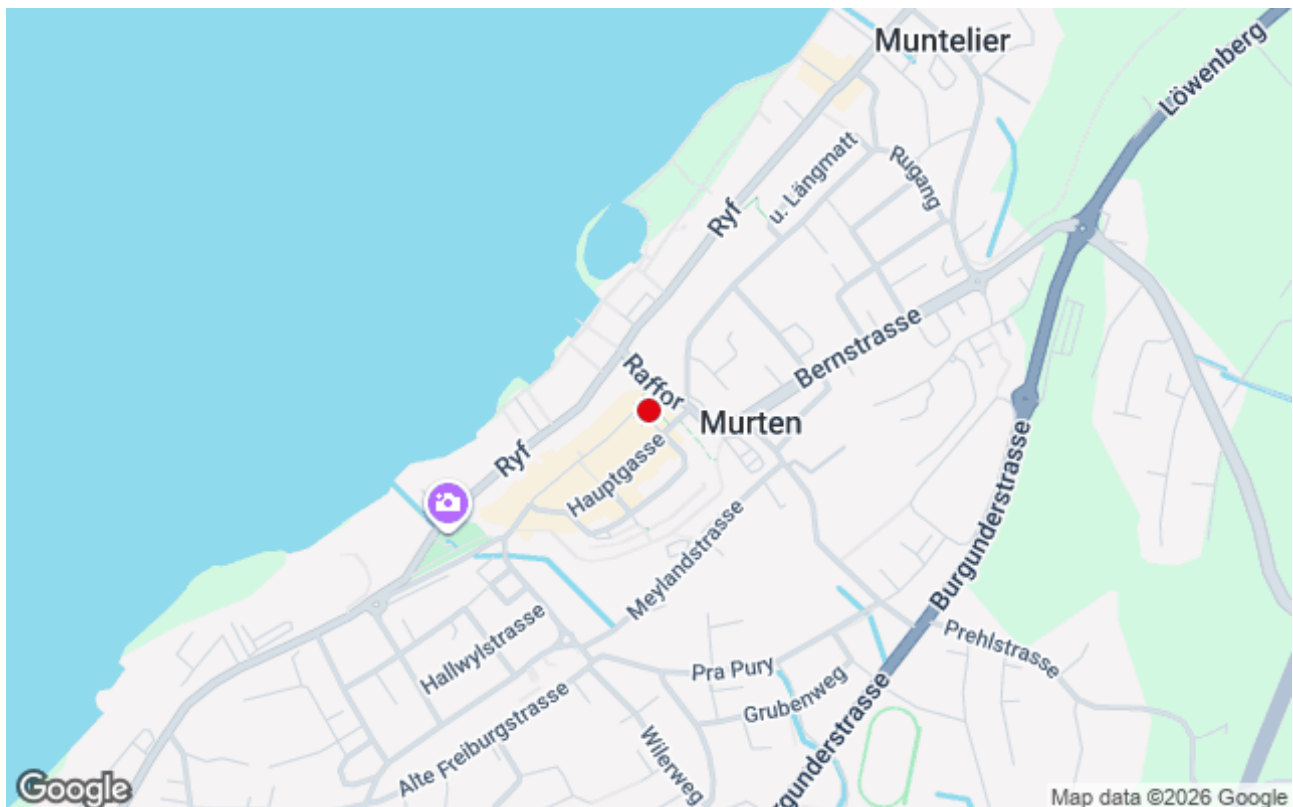 Muntelier
Löwenberg
u. Längmatt
Rugang
Ryf
Raffor
Bernstrasse
Murten
Ryf
Hauptgasse
Meylandstrasse
Burgunderstrasse
Hallwylstrasse
Prehlstrasse
Pra Pury
Grubenweg
Alte Freiburgstrasse
Wilerweg
rgunderstrasse
Google
Map data ©2026 Google